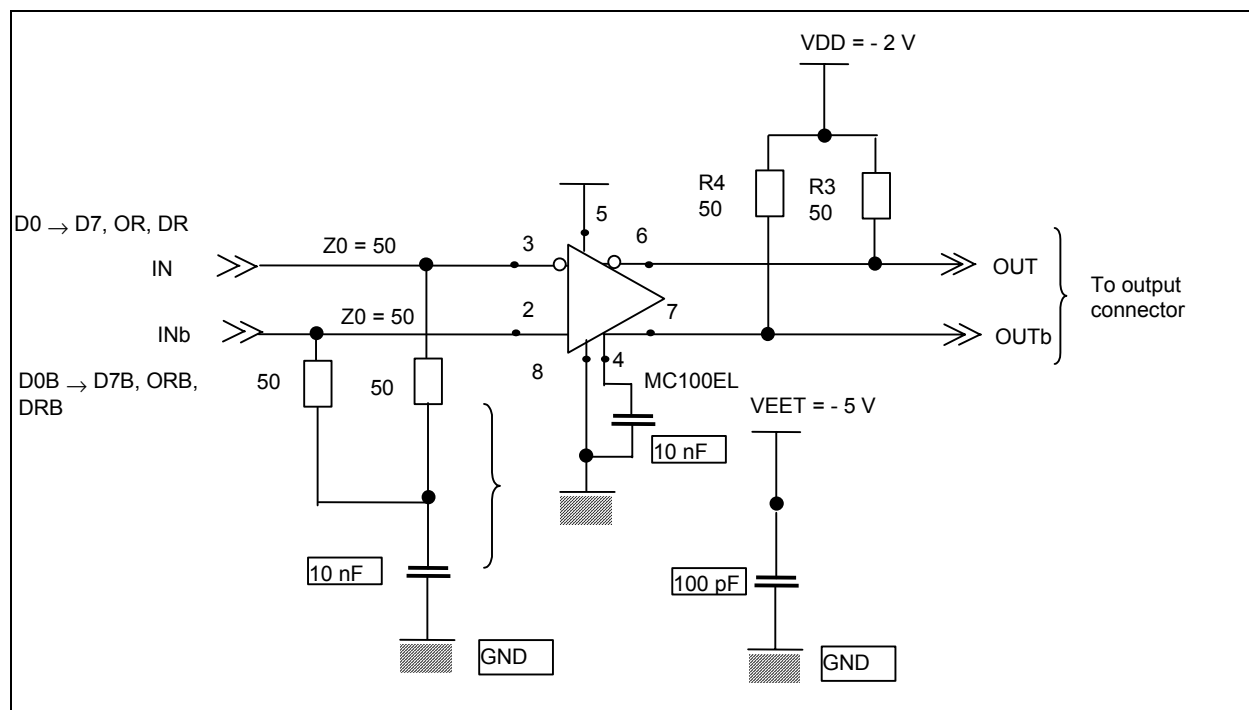 VDD = - 2 V
R4
50
R3
50
5
D0 → D7, OR, DR
Z0 = 50
3
6
IN
OUT
To output
connector
2
7
INb
Z0 = 50
OUTb
8
4
D0B → D7B, ORB,
DRB
50
50
MC100EL
VEET = - 5 V
10 nF
10 nF
100 pF
GND
GND